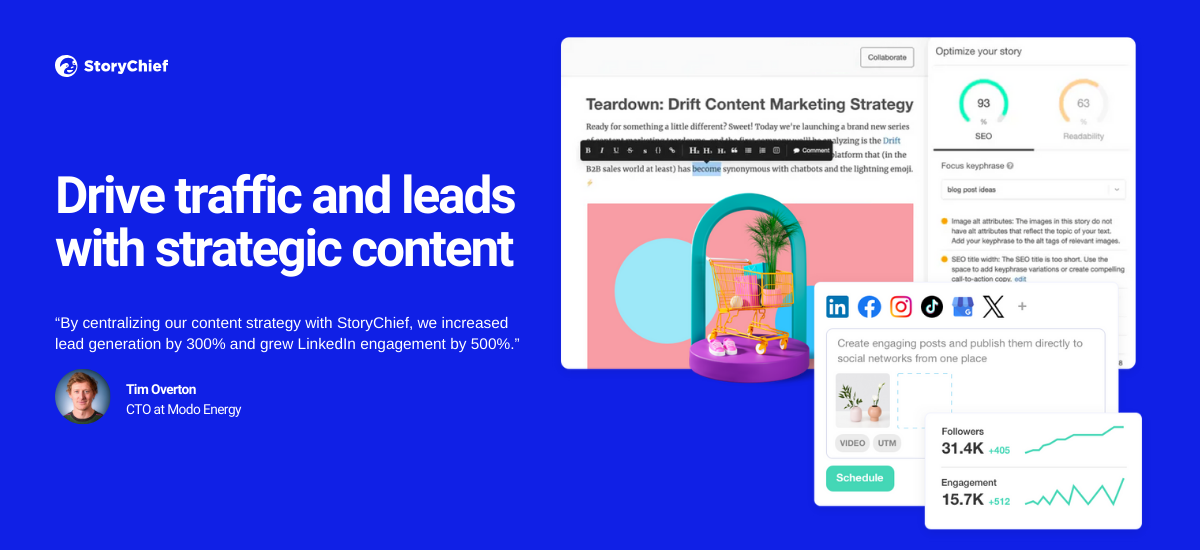 StoryChief
Drive traffic and leads
with strategic content
“By centralizing our content strategy with StoryChief, we increased
lead generation by 300% and grew LinkedIn engagement by 500%.”
Tim Overton
CTO at Modo Energy
Collaborate
Teardown: Drift Content Marketing Strategy
Ready for something a little different? Sweet! Today we're launching a brand new series
analyzing is the Drift
B I U S
H₂ H₃ H₄
Comment
platform that (in the
B2B sales world at least) has become synonymous with chatbots and the lightning emoji.
Optimize your story
93
%
SEO
63
%
Readability
Focus keyphrase
blog post ideas
Image alt attributes: The images in this story do not
have alt attributes that reflect the topic of your text.
Add your keyphrase to the alt tags of relevant images.
SEO title width: The SEO title is too short. Use the
space to add keyphrase variations or create compelling
call-to-action copy. edit
8
Create engaging posts and publish them directly to
social networks from one place
VIDEO UTM
Schedule
Followers
31.4K +405
Engagement
15.7K +512